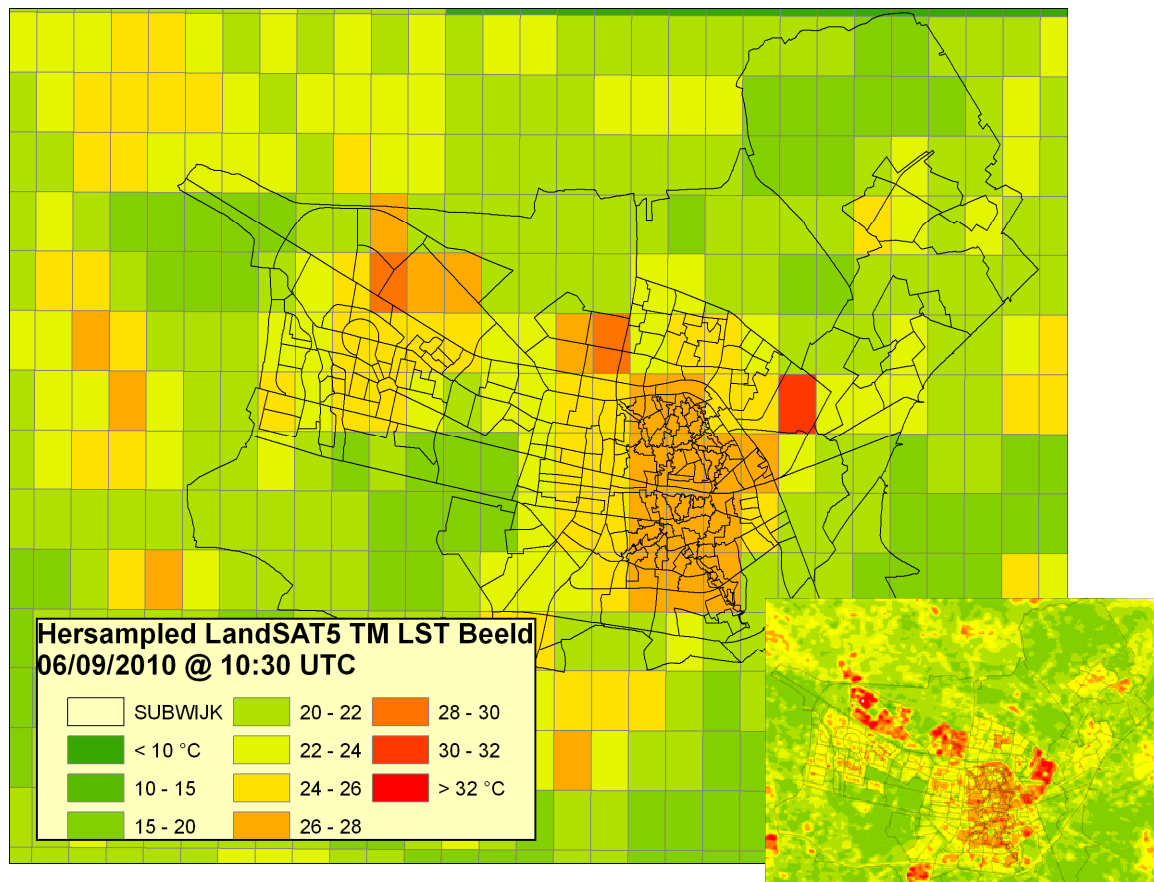 Hersampled LandSAT5 TM LST Beeld
06/09/2010 @ 10:30 UTC
SUBWIJK
< 10 °C
10 - 15
15 - 20
20 - 22
22 - 24
24 - 26
26 - 28
28 - 30
30 - 32
> 32 °C